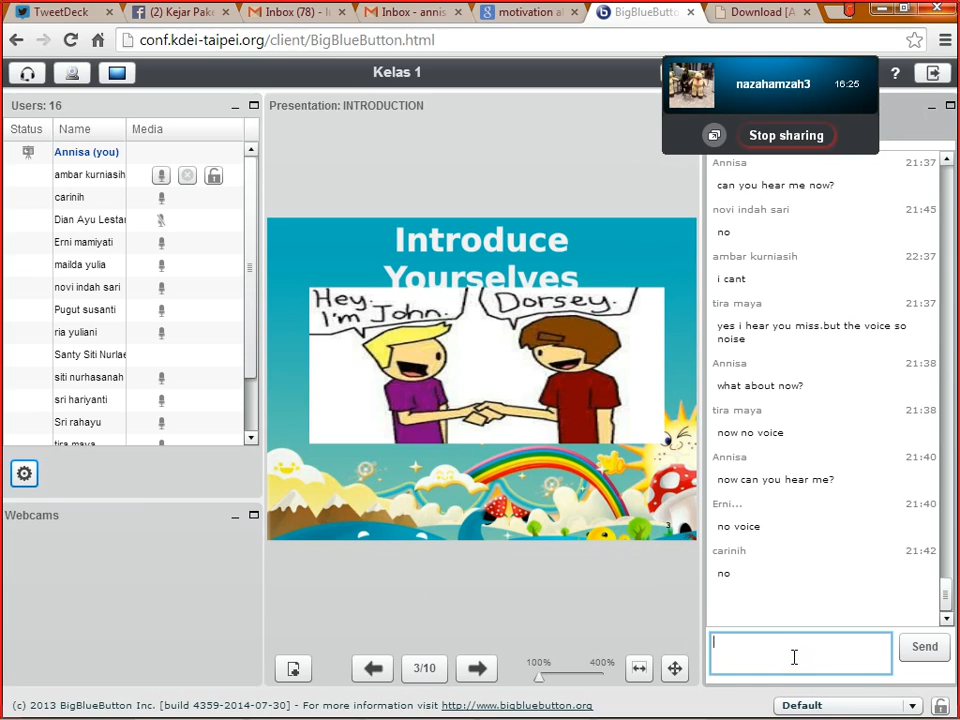 TweetDeck
(2) Kejar Pake
Inbox (78) -
Inbox - annis
motivation al
BigBlueButto
Download [A
conf.kdei-taipei.org/client/BigBlueButton.html
Kelas 1
nazahamzah3 16:25
Stop sharing
?
Users: 16
Status Name Media
Annisa (you)
ambar kurniasih
carinih
Dian Ayu Lestar
Erni mamiyati
mailda yulia
novi indah sari
Pugut susanti
ria yuliani
Santy Siti Nurlae
siti nurhasanah
sri hariyanti
Sri rahayu
tira maya
Webcams
Presentation: INTRODUCTION
Introduce
Yourselves
Hey.
I'm John.
Dorsey.
3
3/10
100% 400%
Annisa 21:37
can you hear me now?
novi indah sari 21:45
no
ambar kurniasih 22:37
i cant
tira maya 21:37
yes i hear you miss.but the voice so
noise
Annisa 21:38
what about now?
tira maya 21:38
now no voice
Annisa 21:40
now can you hear me?
Erni... 21:40
no voice
carinih 21:42
no
Send
(c) 2013 BigBlueButton Inc. [build 4359-2014-07-30] - For more information visit http://www.bigbluebutton.org
Default